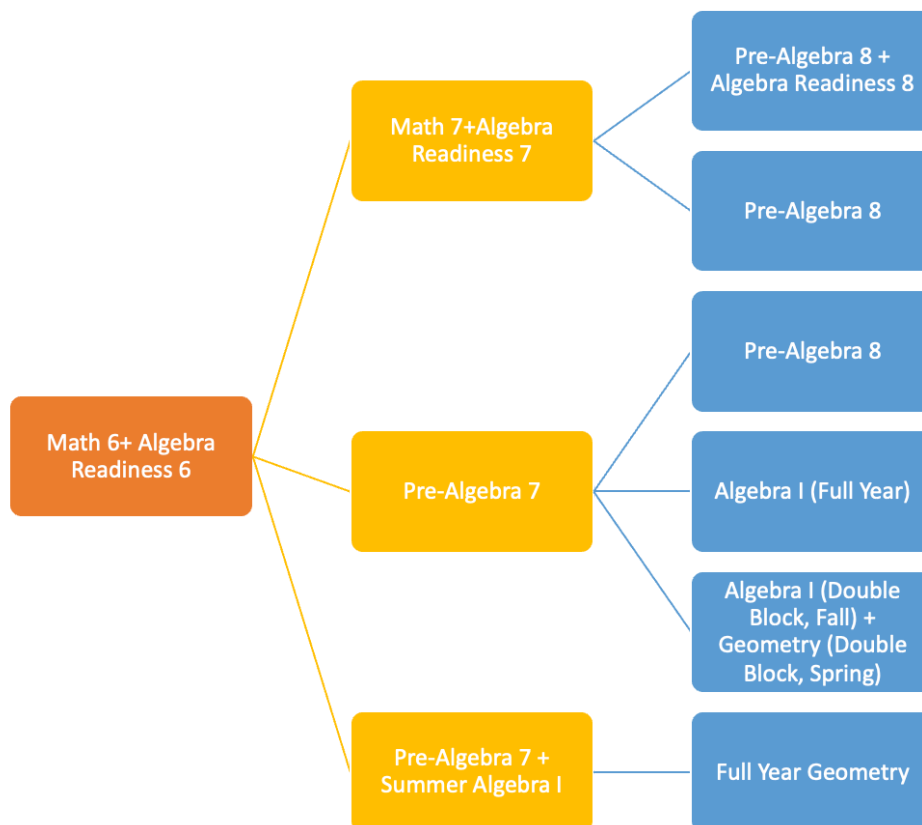 Math 6+ Algebra
Readiness 6
Math 7+Algebra
Readiness 7
Pre-Algebra 7
Pre-Algebra 7 +
Summer Algebra I
Pre-Algebra 8 +
Algebra Readiness 8
Pre-Algebra 8
Pre-Algebra 8
Algebra I (Full Year)
Algebra I (Double
Block, Fall) +
Geometry (Double
Block, Spring)
Full Year Geometry